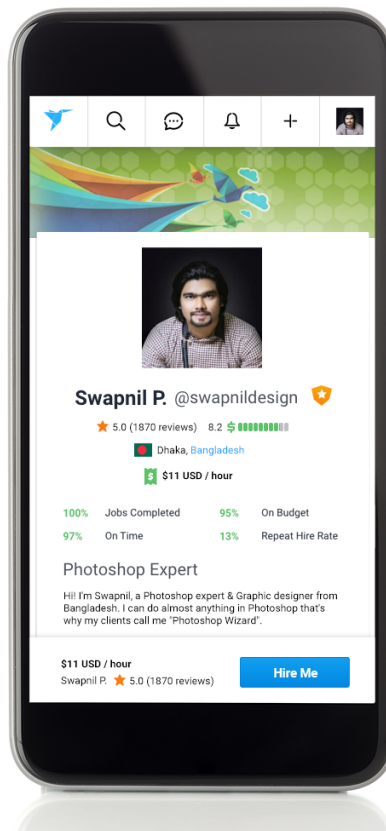 Swapnil P. @swapnildesign
5.0 (1870 reviews) 8.2 $
Dhaka, Bangladesh
$ $11 USD / hour
100% Jobs Completed 95% On Budget
97% On Time 13% Repeat Hire Rate
Photoshop Expert
Hi! I'm Swapnil, a Photoshop expert & Graphic designer from
Bangladesh. I can do almost anything in Photoshop that's
why my clients call me "Photoshop Wizard".
$11 USD / hour
Swapnil P. 5.0 (1870 reviews)
Hire Me